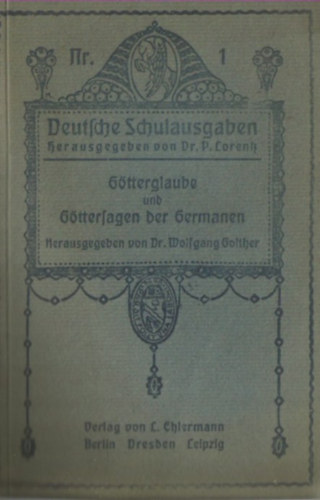 Nr. 1
Deutsche Schulausgaben
Herausgegeben von Dr. P. Lorentz
Götterglaube
und
Göttersagen der Germanen
Herausgegeben von Dr. Wolfgang Golther
Verlag von L. Ehlermann
Berlin Dresden Leipzig